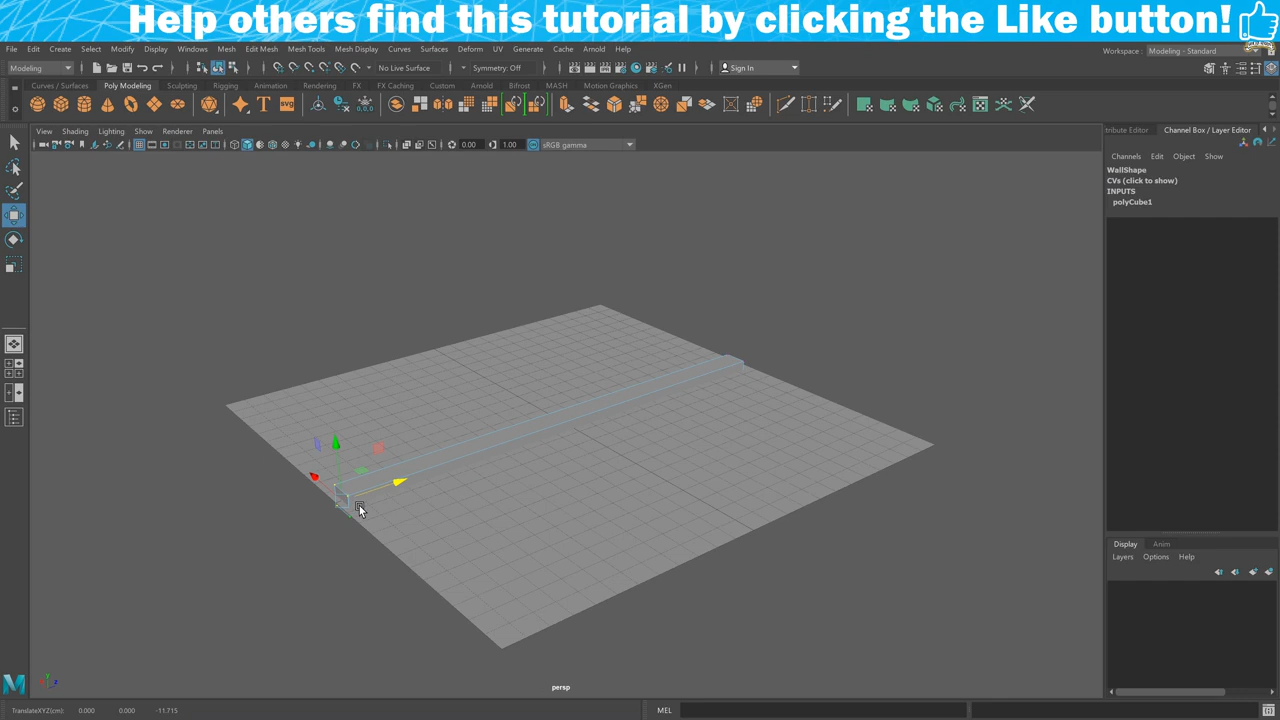 Help others find this tutorial by clicking the Like button!
File Edit Create Select Modify Display Windows Mesh Edit Mesh Mesh Tools Mesh Display Curves Surfaces Deform UV Generate Cache Arnold Help
Workspace : Modeling - Standard
Modeling
No Live Surface
Symmetry: Off
Sign In
Curves / Surfaces Poly Modeling Sculpting Rigging Animation Rendering FX FX Caching Custom Arnold Bifrost MASH Motion Graphics XGen
T
svg
View Shading Lighting Show Renderer Panels
tribute Editor Channel Box / Layer Editor
0.00 1.00 sRGB gamma
Channels Edit Object Show
WallShape
CVs (click to show)
INPUTS
polyCube1
Display Anim
Layers Options Help
persp
TranslateXYZ(cm): 0.000 0.000 -11.715
MEL